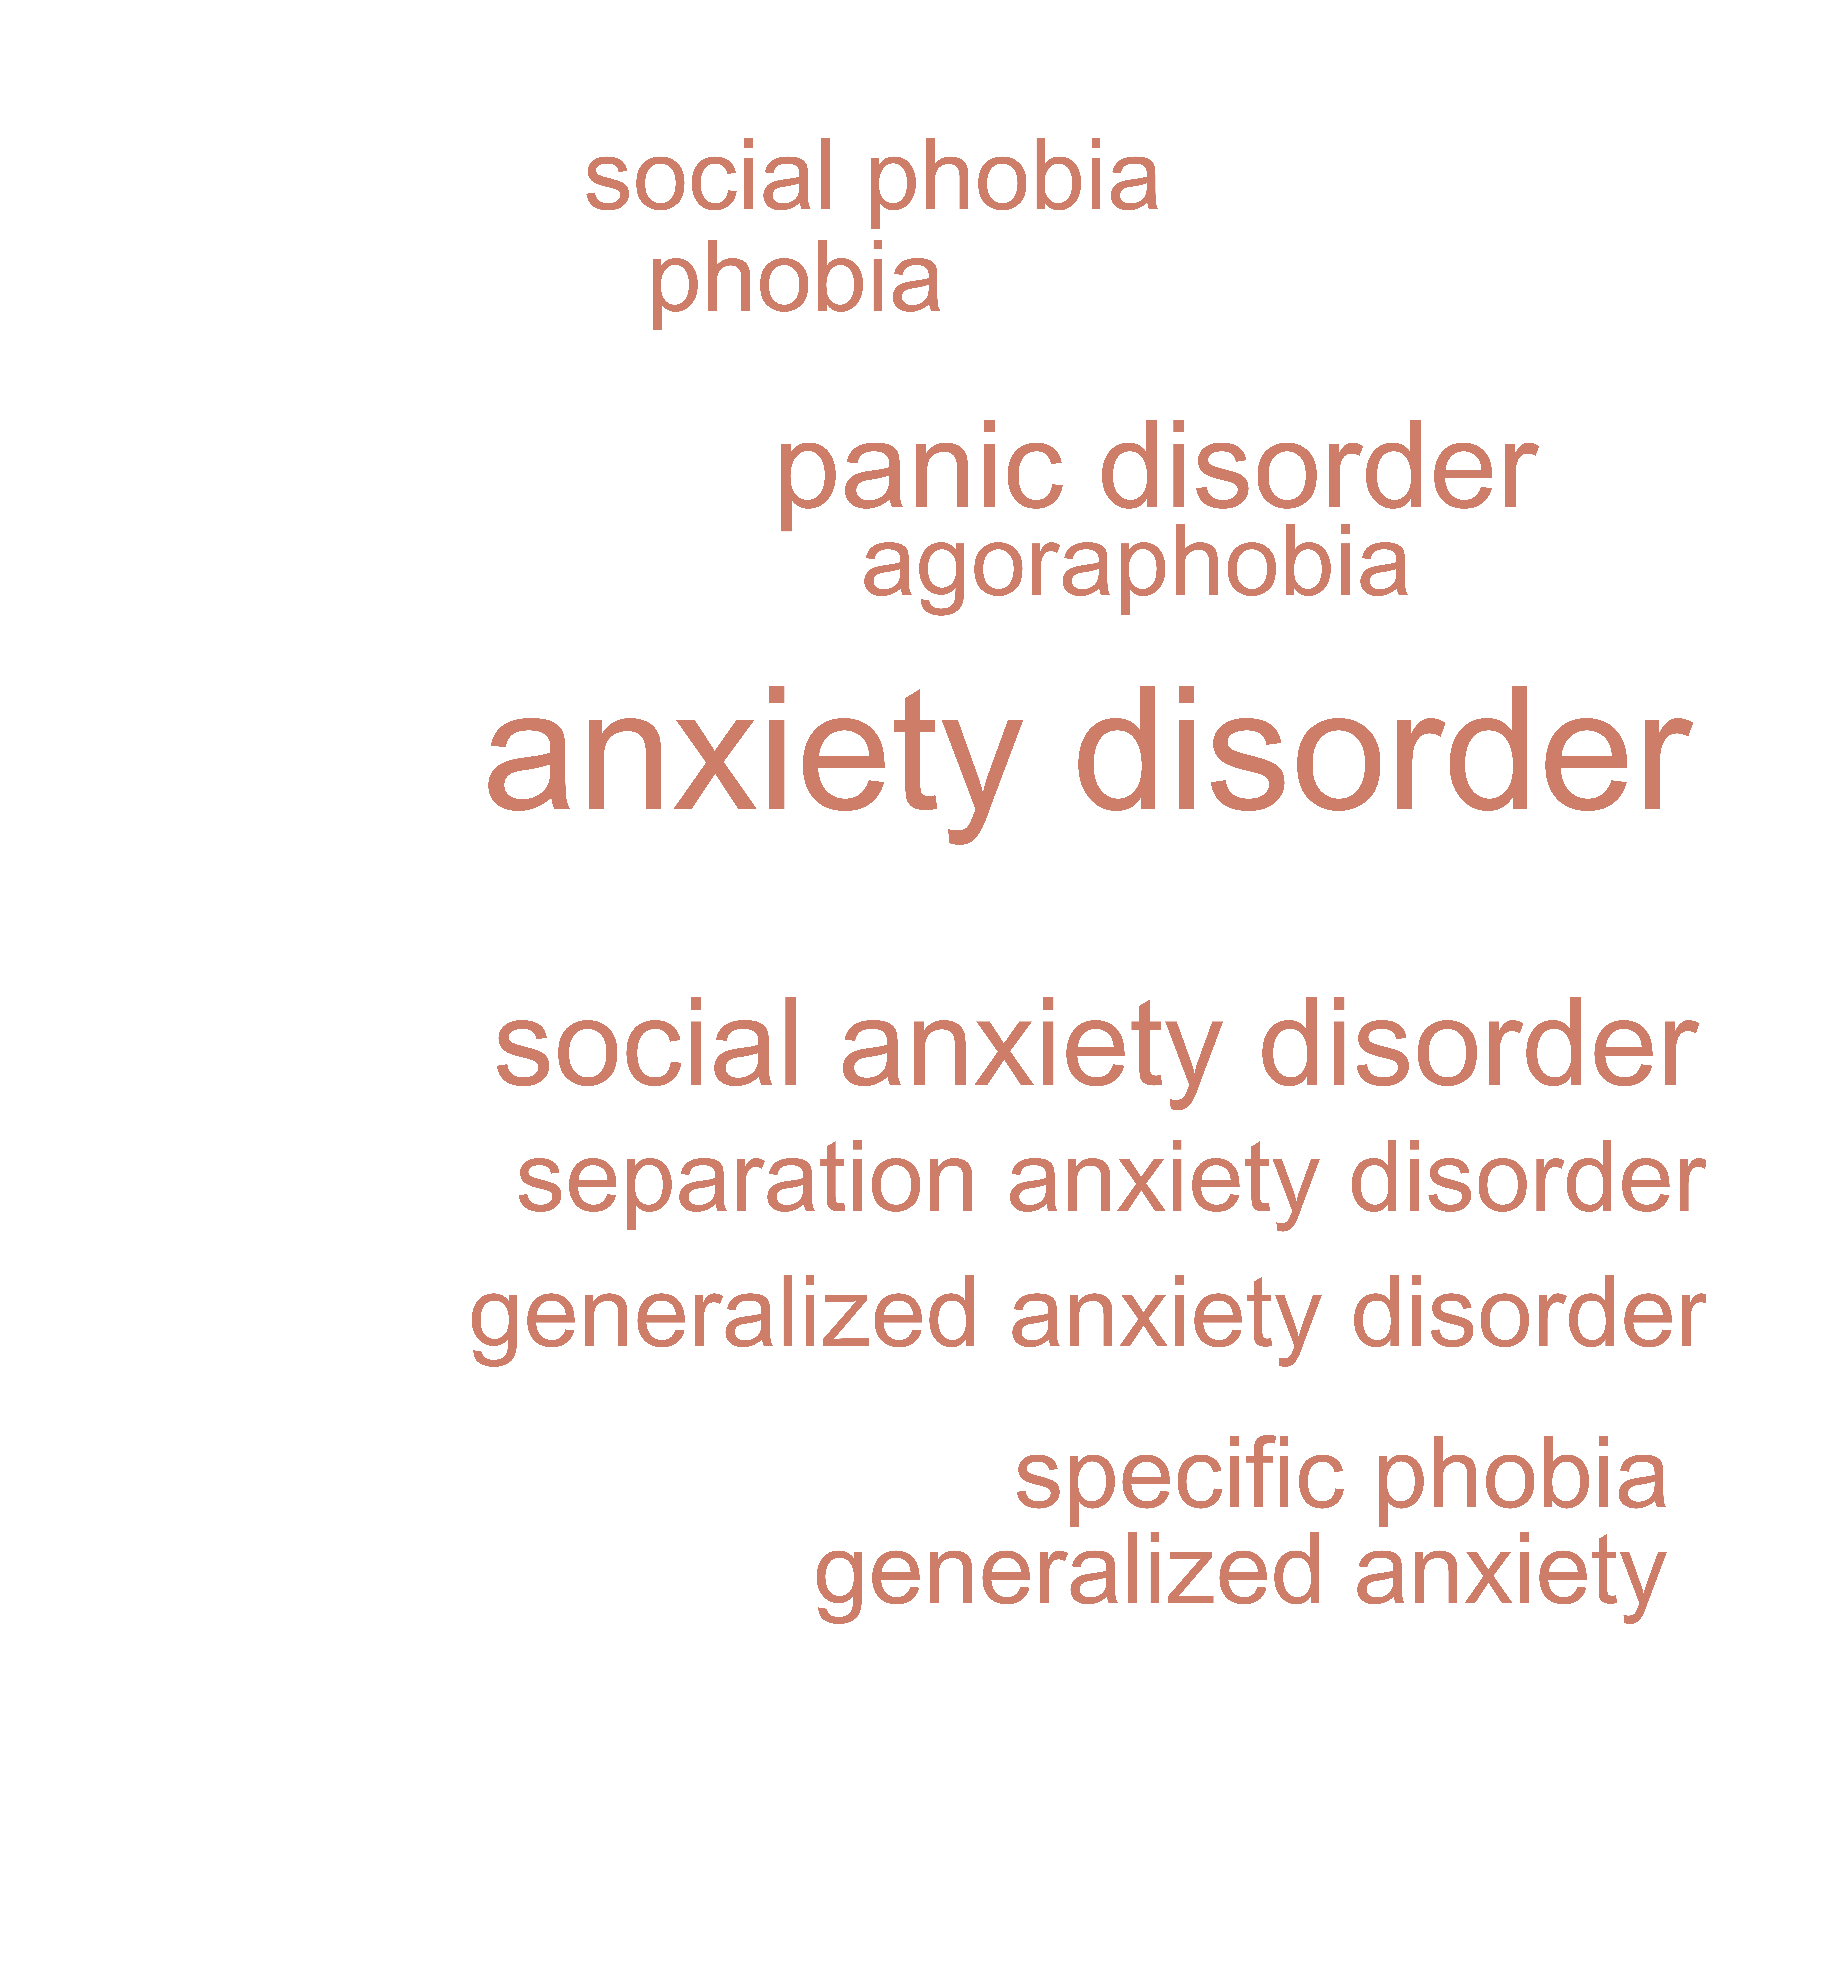 social phobia
phobia
panic disorder
agoraphobia
anxiety disorder
social anxiety disorder
separation anxiety disorder
generalized anxiety disorder
specific phobia
generalized anxiety